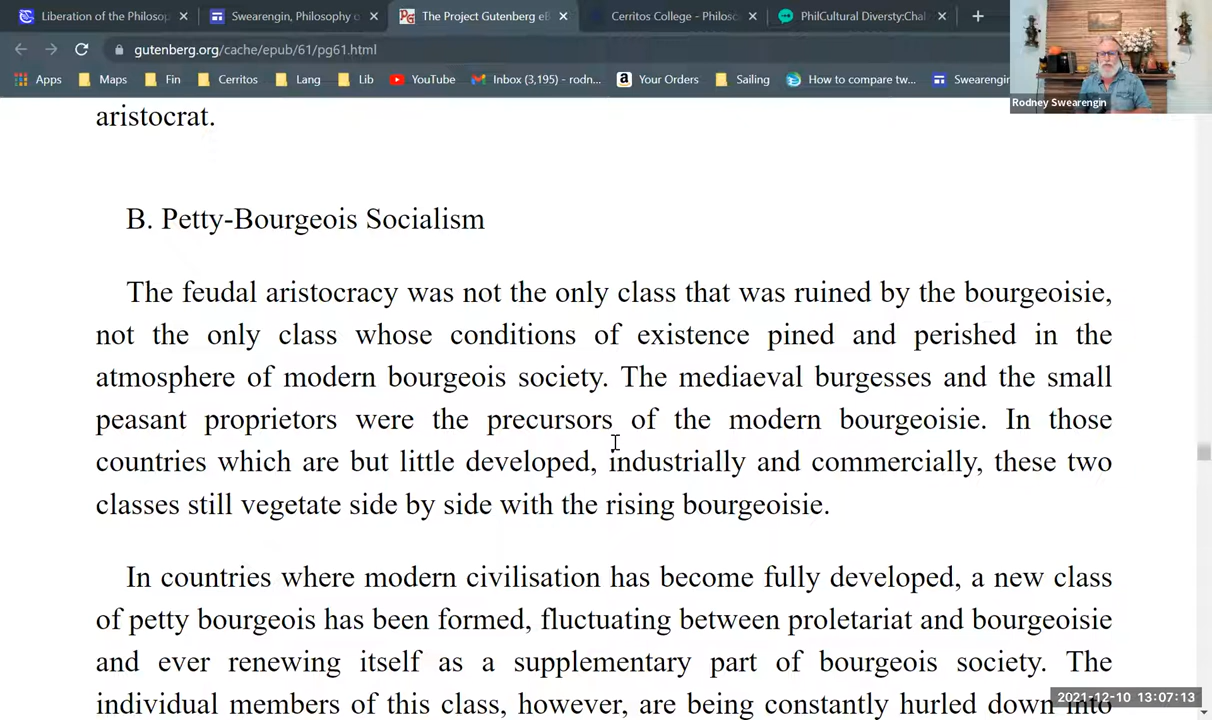 Liberation of the Philosop
Swearengin, Philosophy o
The Project Gutenberg eB
Cerritos College - Philosc
PhilCultural Diversty:Chal
gutenberg.org/cache/epub/61/pg61.html
Apps
Maps
Fin
Cerritos
Lang
Lib
YouTube
Inbox (3,195) - rodn...
Your Orders
Sailing
How to compare tw...
Swearengin
Rodney Swearengin
aristocrat.
B. Petty-Bourgeois Socialism
The feudal aristocracy was not the only class that was ruined by the bourgeoisie,
not the only class whose conditions of existence pined and perished in the
atmosphere of modern bourgeois society. The mediaeval burgesses and the small
peasant proprietors were the precursors of the modern bourgeoisie. In those
countries which are but little developed, industrially and commercially, these two
classes still vegetate side by side with the rising bourgeoisie.
In countries where modern civilisation has become fully developed, a new class
of petty bourgeois has been formed, fluctuating between proletariat and bourgeoisie
and ever renewing itself as a supplementary part of bourgeois society. The
individual members of this class, however, are being constantly hurled down into
2021-12-10 13:07:13